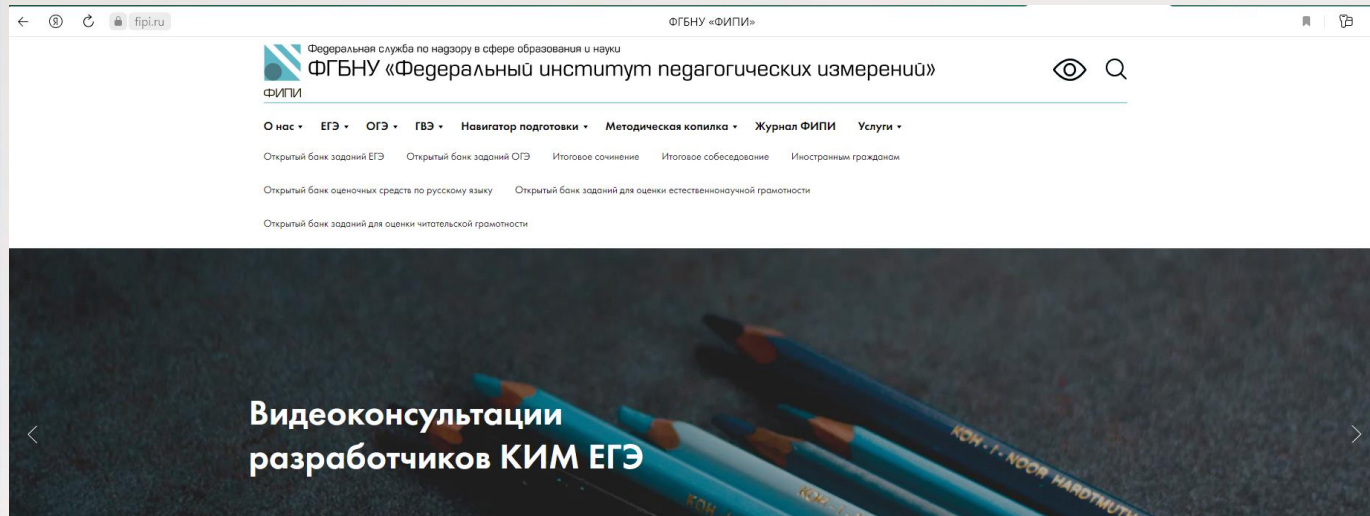 fipi.ru
ФГБНУ «ФИПИ»
Федеральная служба по надзору в сфере образования и науки
ФГБНУ «Федеральный институт педагогических измерений»
ФИПИ
О нас ЕГЭ ОГЭ ГВЭ Навигатор подготовки Методическая копилка Журнал ФИПИ Услуги
Открытый банк заданий ЕГЭ Открытый банк заданий ОГЭ Итоговое сочинение Итоговое собеседование Иностранным гражданам
Открытый банк оценочных средств по русскому языку Открытый банк заданий для оценки естественнонаучной грамотности
Открытый банк заданий для оценки читательской грамотности
Видеоконсультации
разработчиков КИМ ЕГЭ
KOH-I-NOOR HARDTMUTH
KOH
KOH